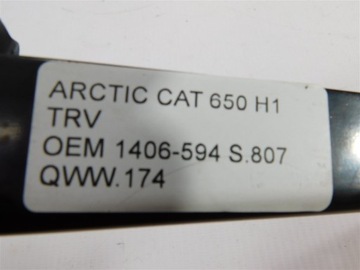 ARCTIC CAT 650 H1
TRV
OEM 1406-594 S.807
QWW.174